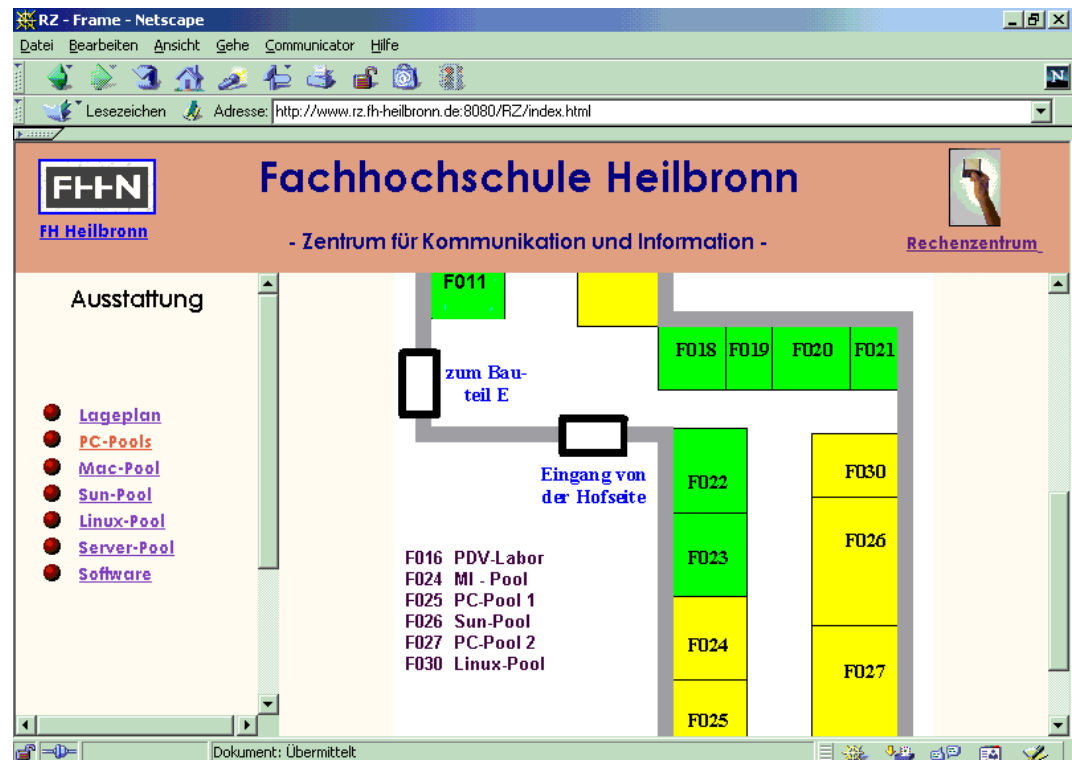 RZ - Frame - Netscape
Datei Bearbeiten Ansicht Gehe Communicator Hilfe
N
Lesezeichen Adresse: http://www.rz.fh-heilbronn.de:8080/RZ/index.html
FHN
FH Heilbronn
Fachhochschule Heilbronn
- Zentrum für Kommunikation und Information -
Rechenzentrum
Ausstattung
Lageplan
PC-Pools
Mac-Pool
Sun-Pool
Linux-Pool
Server-Pool
Software
F011
F018 F019 F020 F021
zum Bau-
teil E
Eingang von
der Hofseite
F022
F030
F023
F026
F016 PDV-Labor
F024 MI - Pool
F025 PC-Pool 1
F026 Sun-Pool
F027 PC-Pool 2
F030 Linux-Pool
F024
F027
F025
Dokument: Übermittelt